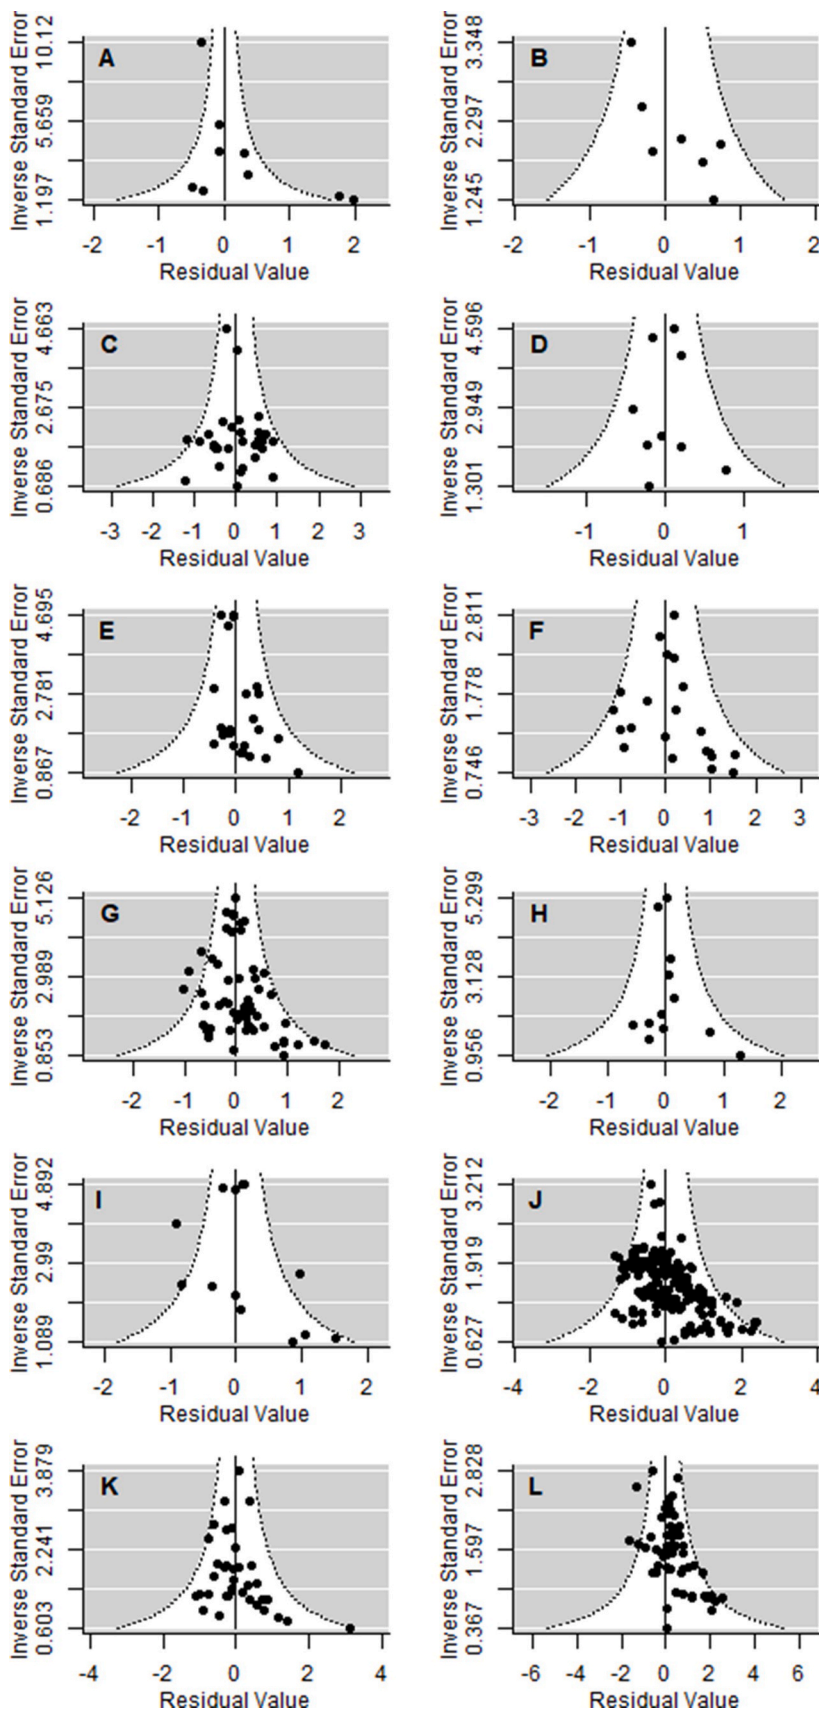 A
Inverse Standard Error
10.12
5.659
1.197
-2 -1 0 1 2
Residual Value
B
Inverse Standard Error
3.348
2.297
1.245
-2 -1 0 1 2
Residual Value
C
Inverse Standard Error
4.663
2.675
0.686
-3 -2 -1 0 1 2 3
Residual Value
D
Inverse Standard Error
4.596
2.949
1.301
-1 0 1
Residual Value
E
Inverse Standard Error
4.695
2.781
0.867
-2 -1 0 1 2
Residual Value
F
Inverse Standard Error
2.811
1.778
0.746
-3 -2 -1 0 1 2 3
Residual Value
G
Inverse Standard Error
5.126
2.989
0.853
-2 -1 0 1 2
Residual Value
H
Inverse Standard Error
5.299
3.128
0.956
-2 -1 0 1 2
Residual Value
I
Inverse Standard Error
4.892
2.99
1.089
-2 -1 0 1 2
Residual Value
J
Inverse Standard Error
3.212
1.919
0.627
-4 -2 0 2 4
Residual Value
K
Inverse Standard Error
3.879
2.241
0.603
-4 -2 0 2 4
Residual Value
L
Inverse Standard Error
2.828
1.597
0.367
-6 -4 -2 0 2 4 6
Residual Value